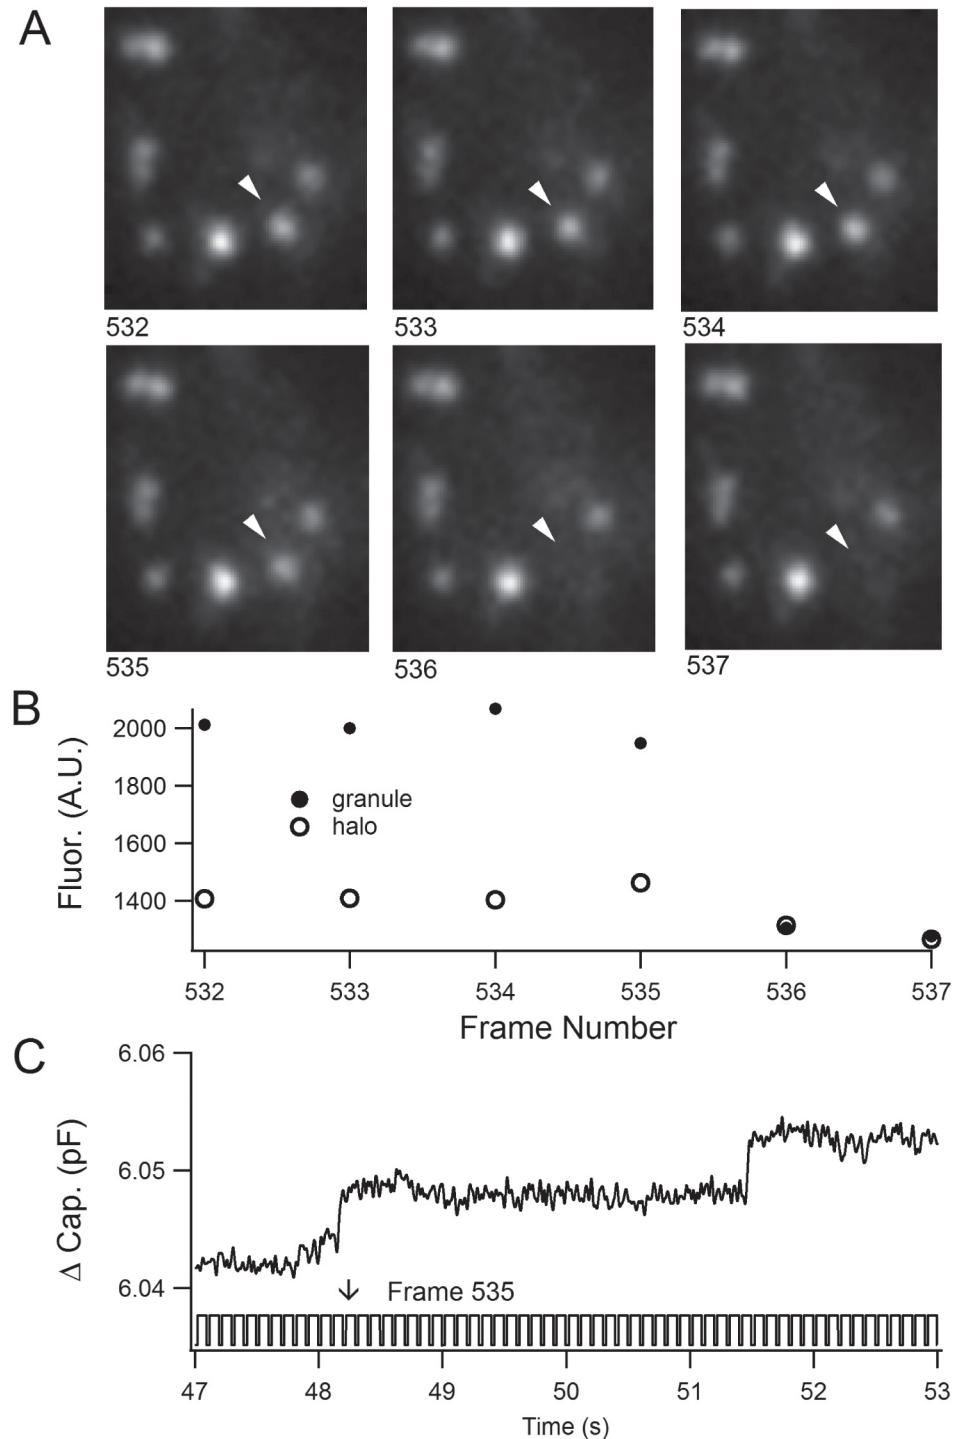 A
532
533
534
535
536
537
B
Fluor. (A.U.)
2000
1800
1600
1400
granule
halo
532
533
534
535
536
537
Frame Number
C
Δ Cap. (pF)
6.06
6.05
6.04
Frame 535
47
48
49
50
51
52
53
Time (s)